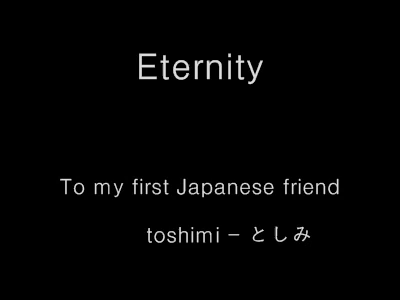 Eternity
To my first Japanese friend
toshimi − としみ